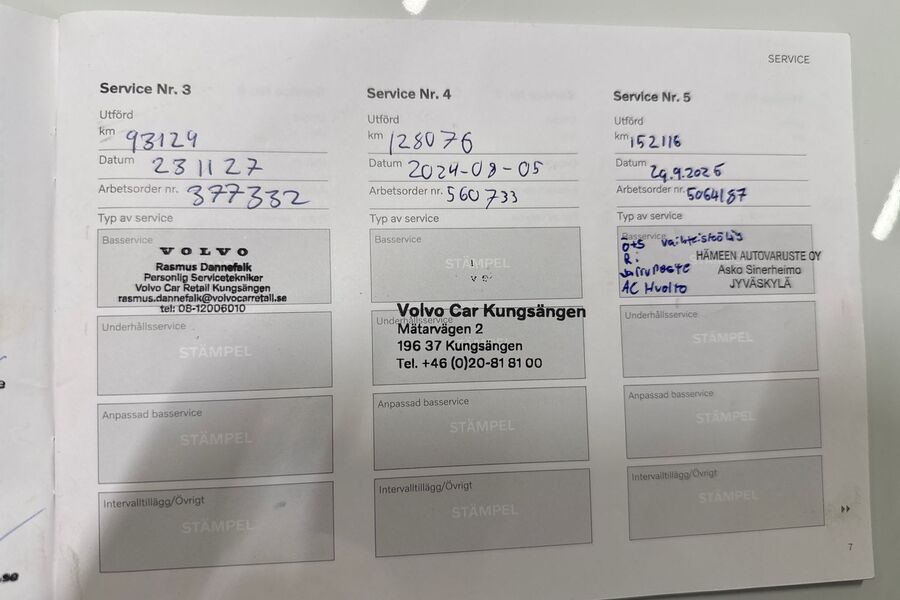 SERVICE
Service Nr. 3
Utförd
km 93129
Datum 231127
Arbetsorder nr. 377332
Typ av service
Basservice
VOLVO
Rasmus Dannefalk
Personlig Servicetekniker
Volvo Car Retail Kungsängen
rasmus.dannefalk@volvocarretail.se
tel: 08-12006010
Underhållsservice
STÄMPEL
Anpassad basservice
STÄMPEL
Intervalltillägg/Övrigt
STÄMPEL
Service Nr. 4
Utförd
km 128076
Datum 2024-08-05
Arbetsorder nr. 560733
Typ av service
Basservice
Volvo Car Kungsängen
Underhållsservice
Mätarvägen 2
196 37 Kungsängen
Tel. +46 (0)20-81 81 00
Anpassad basservice
STÄMPEL
Intervalltillägg/Övrigt
STÄMPEL
Service Nr. 5
Utförd
km 152116
Datum 29.9.2025
Arbetsorder nr. 5064187
Typ av service
Basservice
Ö+S vaihteistoöljy
R:
Jarruneste
AC Huolto
HÄMEEN AUTOVARUSTE OY
Asko Sinerheimo
JYVÄSKYLÄ
Underhållsservice
STÄMPEL
Anpassad basservice
STÄMPEL
Intervalltillägg/Övrigt
STÄMPEL
7